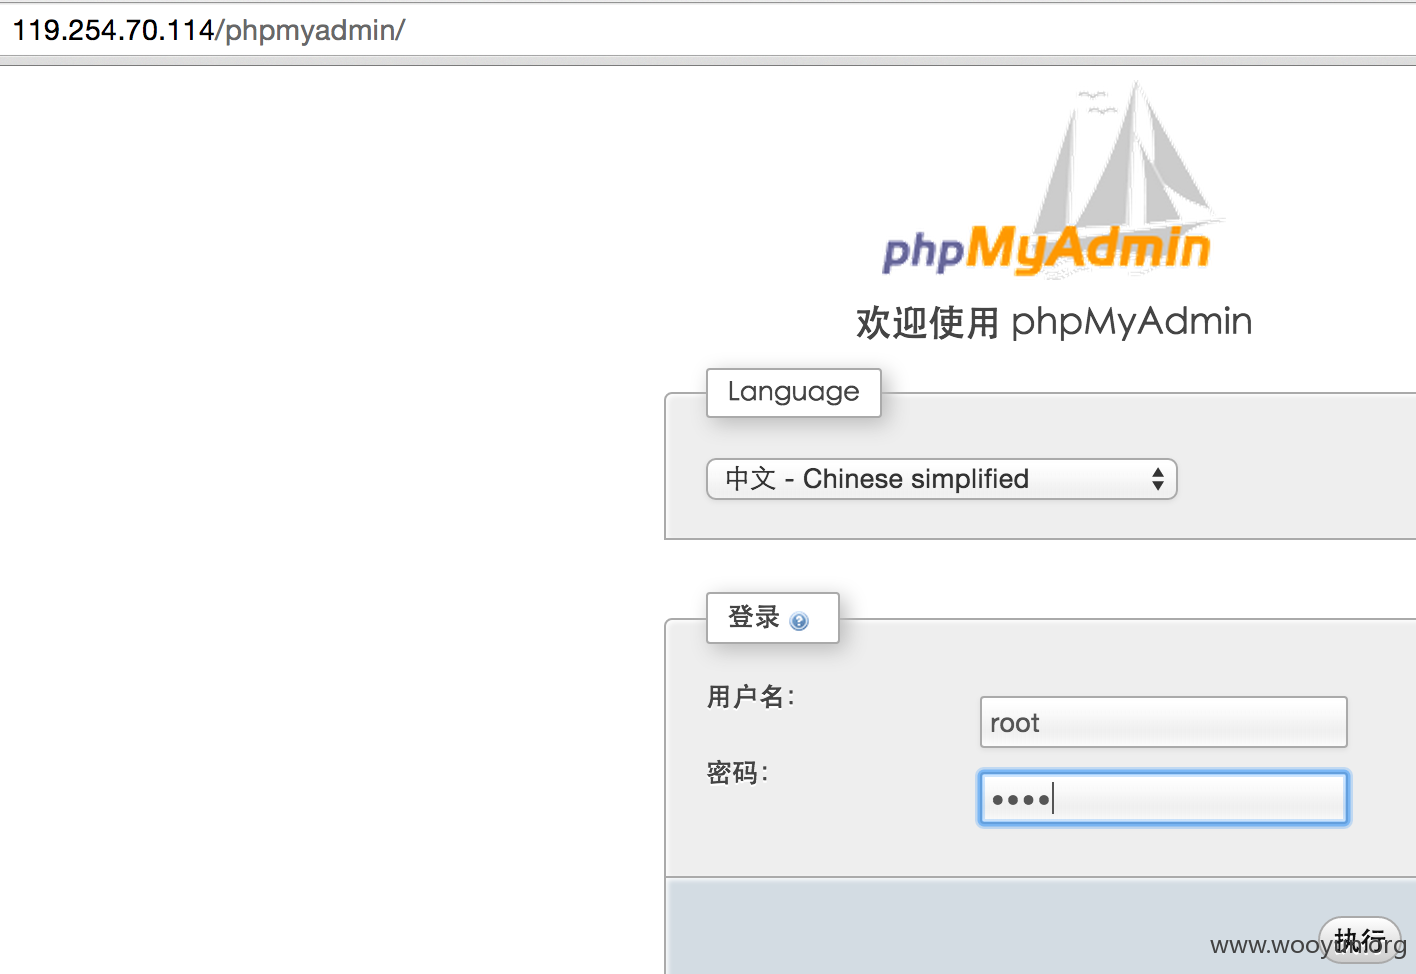 119.254.70.114/phpmyadmin/
phpMyAdmin
欢迎使用 phpMyAdmin
Language
中文 - Chinese simplified
登录
用户名:
root
密码:
执行
www.wooyun.org